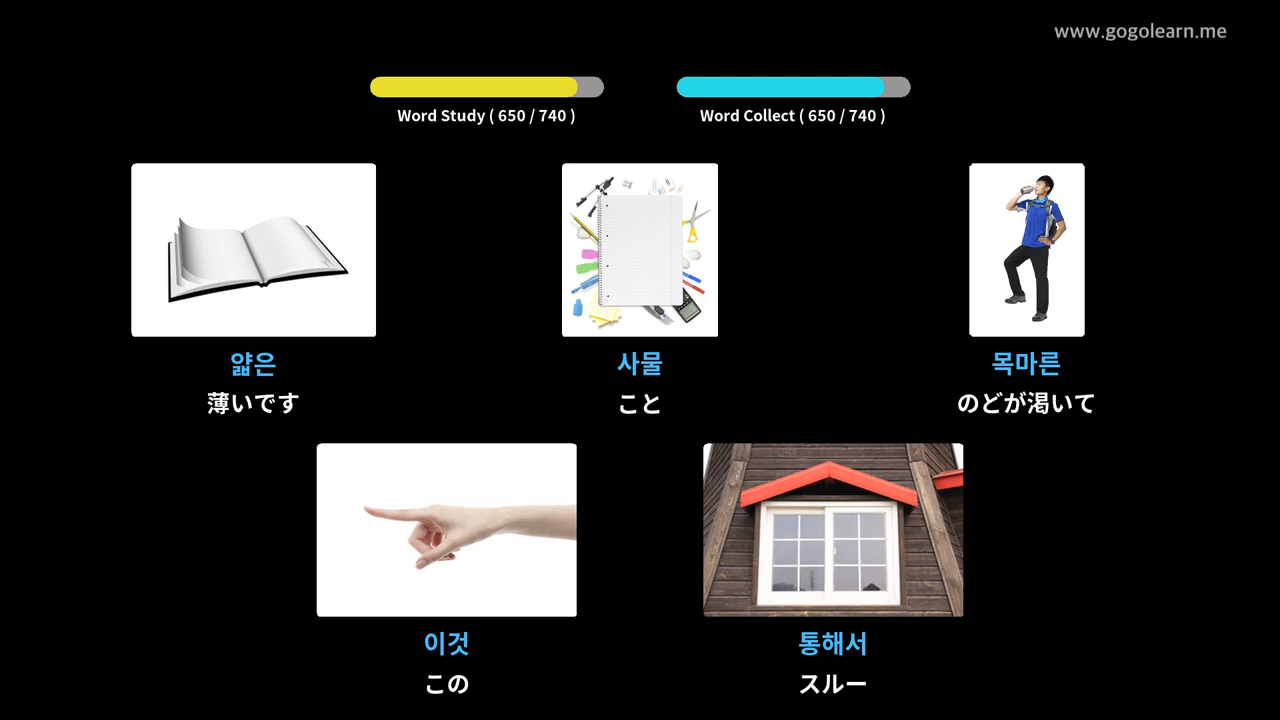 www.gogolearn.me
Word Study ( 650 / 740 )
Word Collect ( 650 / 740 )
얇은
薄いです
사물
こと
목마른
のどが渇いて
이것
この
통해서
スルー